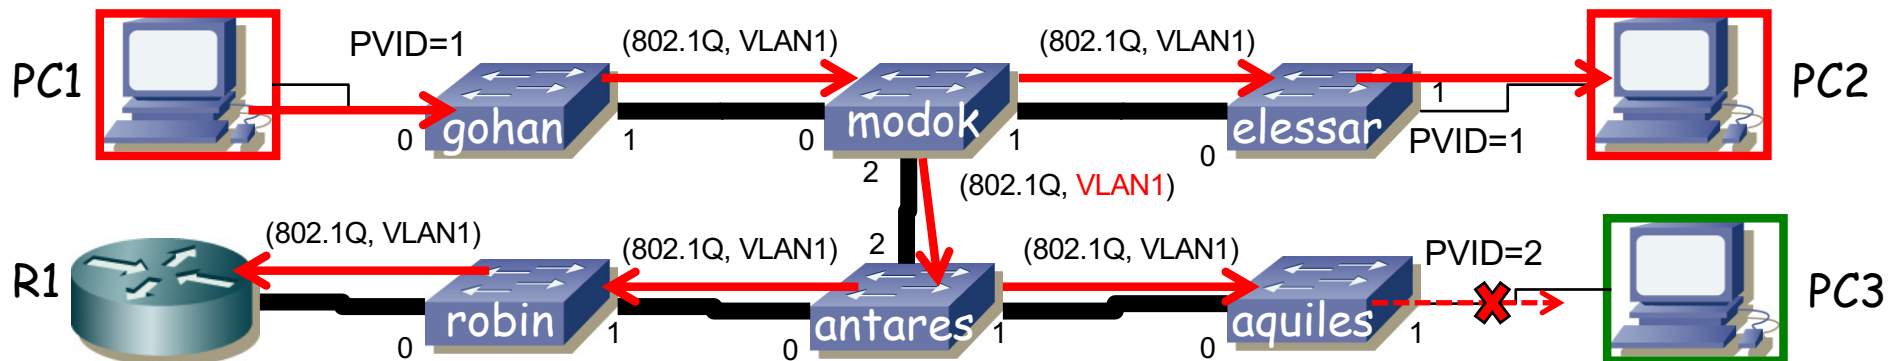 PVID=1
(802.1Q, VLAN1)
(802.1Q, VLAN1)
PC1
gohan
modok
elessar
1
PC2
0
1
0
1
0
PVID=1
2
(802.1Q, VLAN1)
(802.1Q, VLAN1)
(802.1Q, VLAN1)
2
(802.1Q, VLAN1)
PVID=2
R1
robin
antares
aquiles
PC3
0
1
0
1
0
1